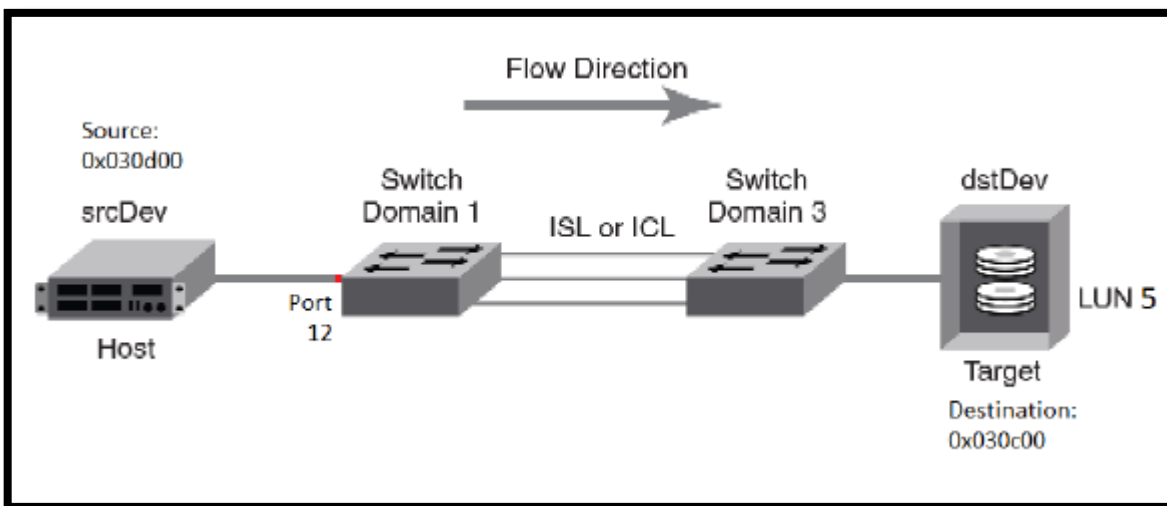 Flow Direction
Source:
0x030d00
srcDev
Switch
Domain 1
ISL or ICL
Switch
Domain 3
dstDev
Port
12
LUN 5
Host
Target
Destination:
0x030c00